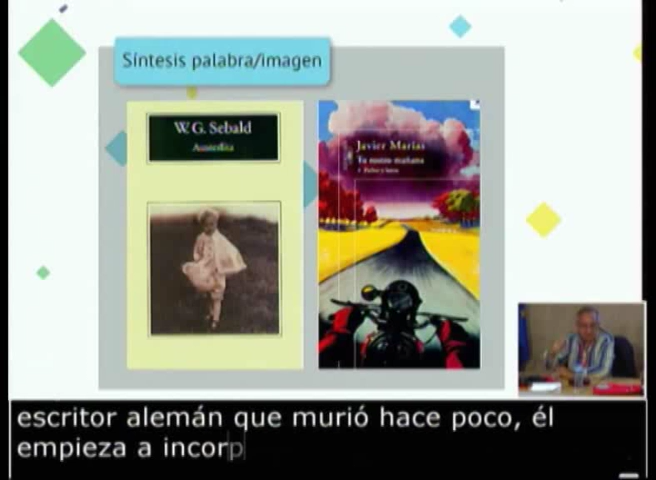 Síntesis palabra/imagen
W. G. Sebald
Austerlitz
Javier Marías
Tu rostro mañana
escritor alemán que murió hace poco, él
empieza a incorp